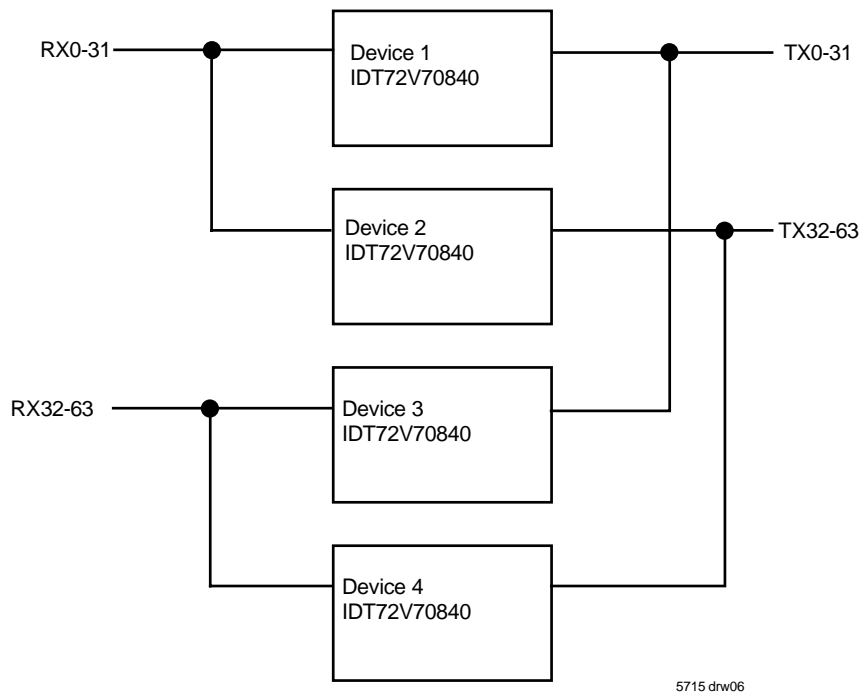 RX0-31
Device 1
IDT72V70840
TX0-31
Device 2
IDT72V70840
TX32-63
RX32-63
Device 3
IDT72V70840
Device 4
IDT72V70840
5715 drw06